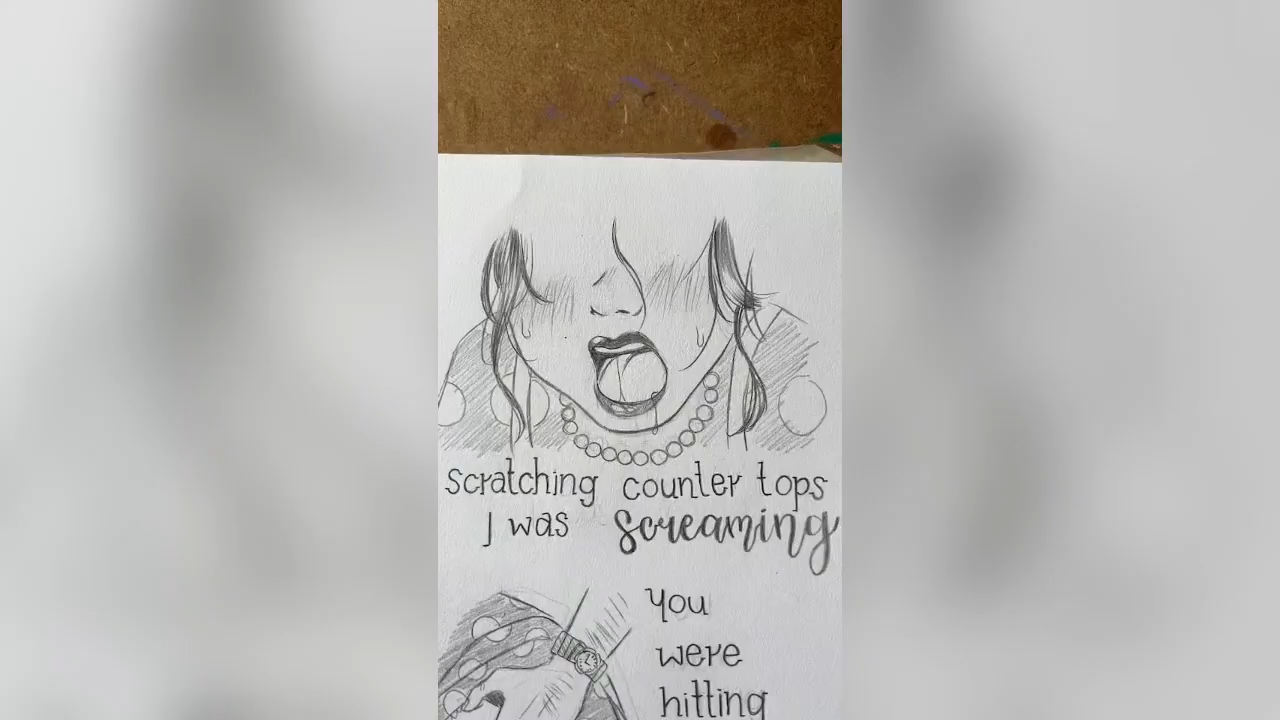 scratching counter tops
I was screaming
You
were
hitting